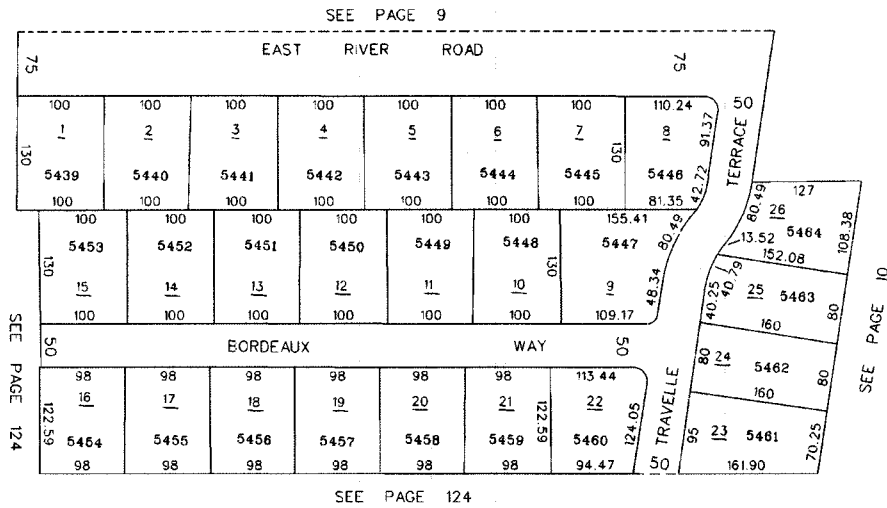 SEE PAGE 9
EAST RIVER ROAD
75 75
100 100 100 100 100 100 100 110.24 50
1 2 3 4 5 6 7 8
130 130 91.37
5439 5440 5441 5442 5443 5444 5445 5446
100 100 100 100 100 100 100 81.35 42.72
TERRACE
100 100 100 100 100 100 155.41 80.49
5453 5452 5451 5450 5449 5448 5447
130 130
15 14 13 12 11 10 9
100 100 100 100 100 100 109.17 48.34
80.49 127
26
5464 108.38
13.52
152.08
40.79
40.25 25 5463
160 80
80 24
5462 80
160
95 23 5461 70.25
161.90
SEE PAGE 10
50 BORDEAUX WAY 50
SEE PAGE 124
98 98 98 98 98 98 113.44
16 17 18 19 20 21 22
122.59 122.59 124.05
5454 5455 5456 5457 5458 5459 5460
98 98 98 98 98 98 94.47
TRAVELLE
50
SEE PAGE 124